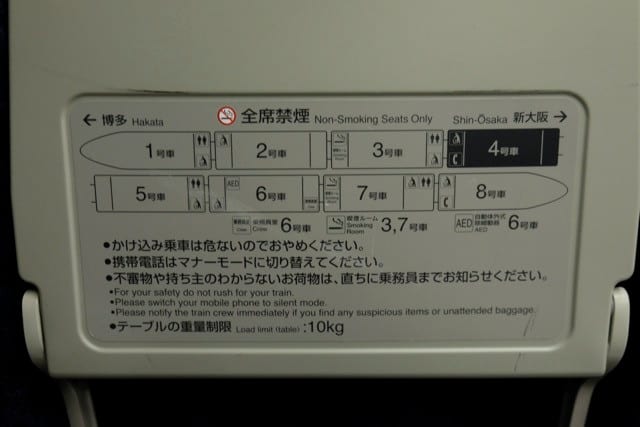 ← 博多 Hakata 全席禁煙 Non-Smoking Seats Only Shin-Ōsaka 新大阪 →
1号車 2号車 3号車 4号車
5号車 AED 6号車 7号車 8号車
乗務員室 Crew 6号車 喫煙ルーム Smoking Room 3,7号車 AED 自動体外式除細動器 AED 6号車
●かけ込み乗車は危ないのでおやめください。
●携帯電話はマナーモードに切り替えてください。
●不審物や持ち主のわからないお荷物は、直ちに乗務員までお知らせください。
•For your safety do not rush for your train.
•Please switch your mobile phone to silent mode.
•Please notify the train crew immediately if you find any suspicious items or unattended baggage.
●テーブルの重量制限 Load limit (table) :10kg